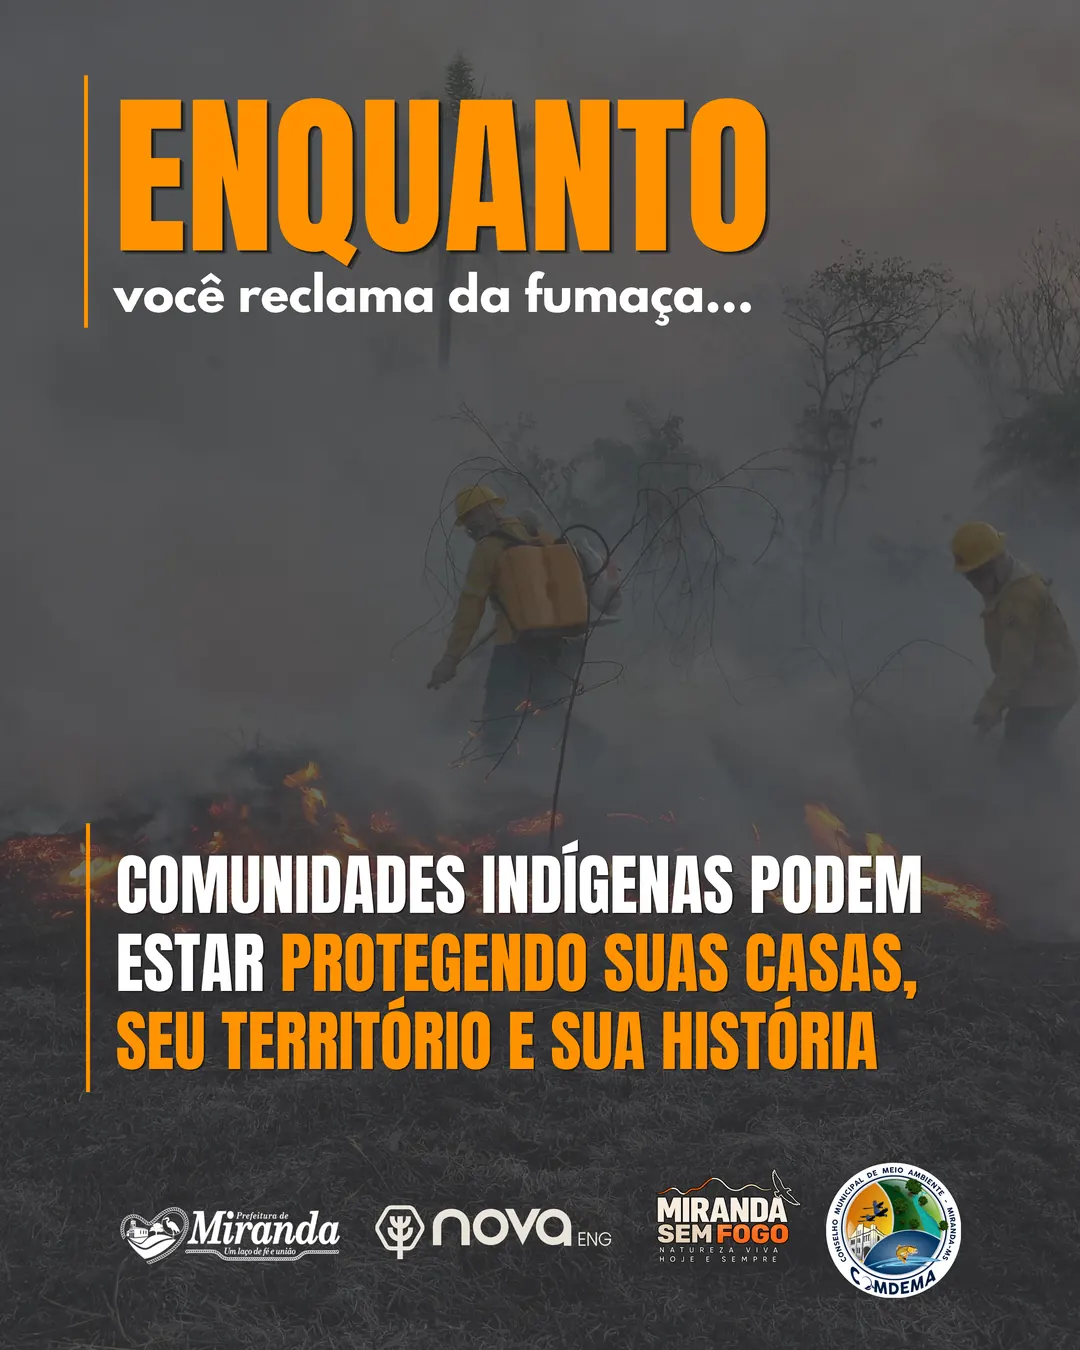 ENQUANTO
você reclama da fumaça...
COMUNIDADES INDÍGENAS PODEM
ESTAR PROTEGENDO SUAS CASAS,
SEU TERRITÓRIO E SUA HISTÓRIA
Prefeitura de
Miranda
Um laço de fé e união
nova ENG
MIRANDA
SEM FOGO
NATUREZA VIVA
HOJE E SEMPRE
CONSELHO MUNICIPAL DE MEIO AMBIENTE - MIRANDA-MS
COMDEMA